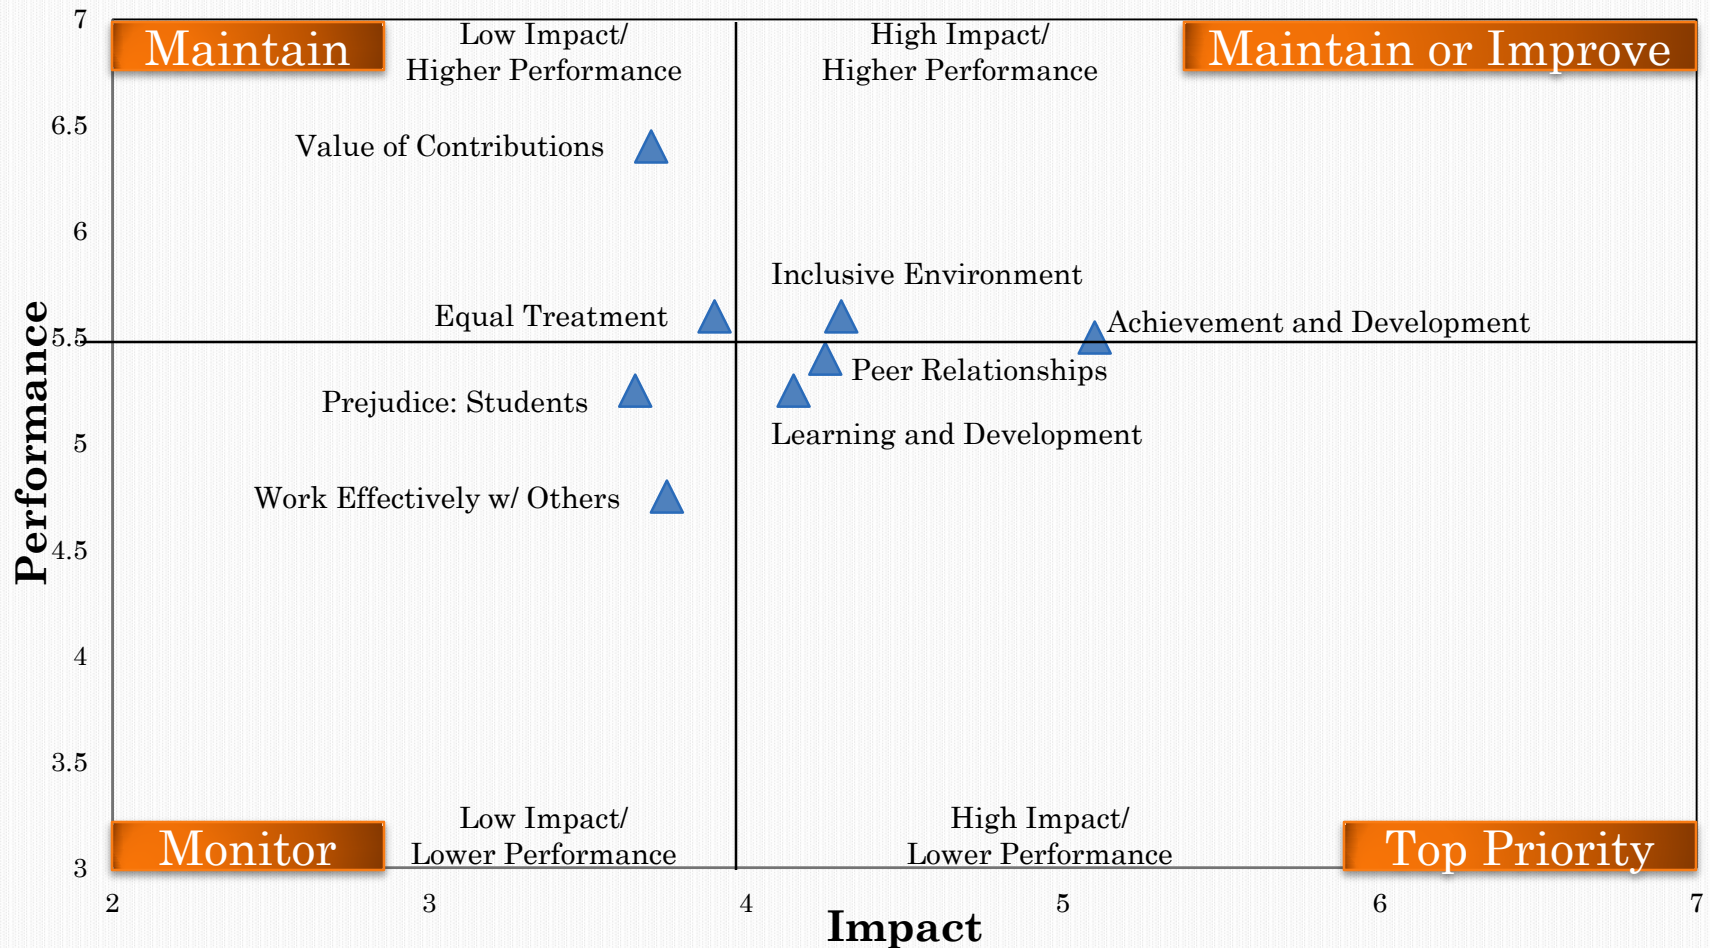 7
Maintain
Low Impact/
Higher Performance
High Impact/
Higher Performance
Maintain or Improve
6.5
Value of Contributions
6
Inclusive Environment
Equal Treatment
Achievement and Development
5.5
Peer Relationships
Prejudice: Students
Learning and Development
5
Work Effectively w/ Others
4.5
Performance
4
3.5
Monitor
Low Impact/
Lower Performance
High Impact/
Lower Performance
Top Priority
3
2 3 4 5 6 7
Impact